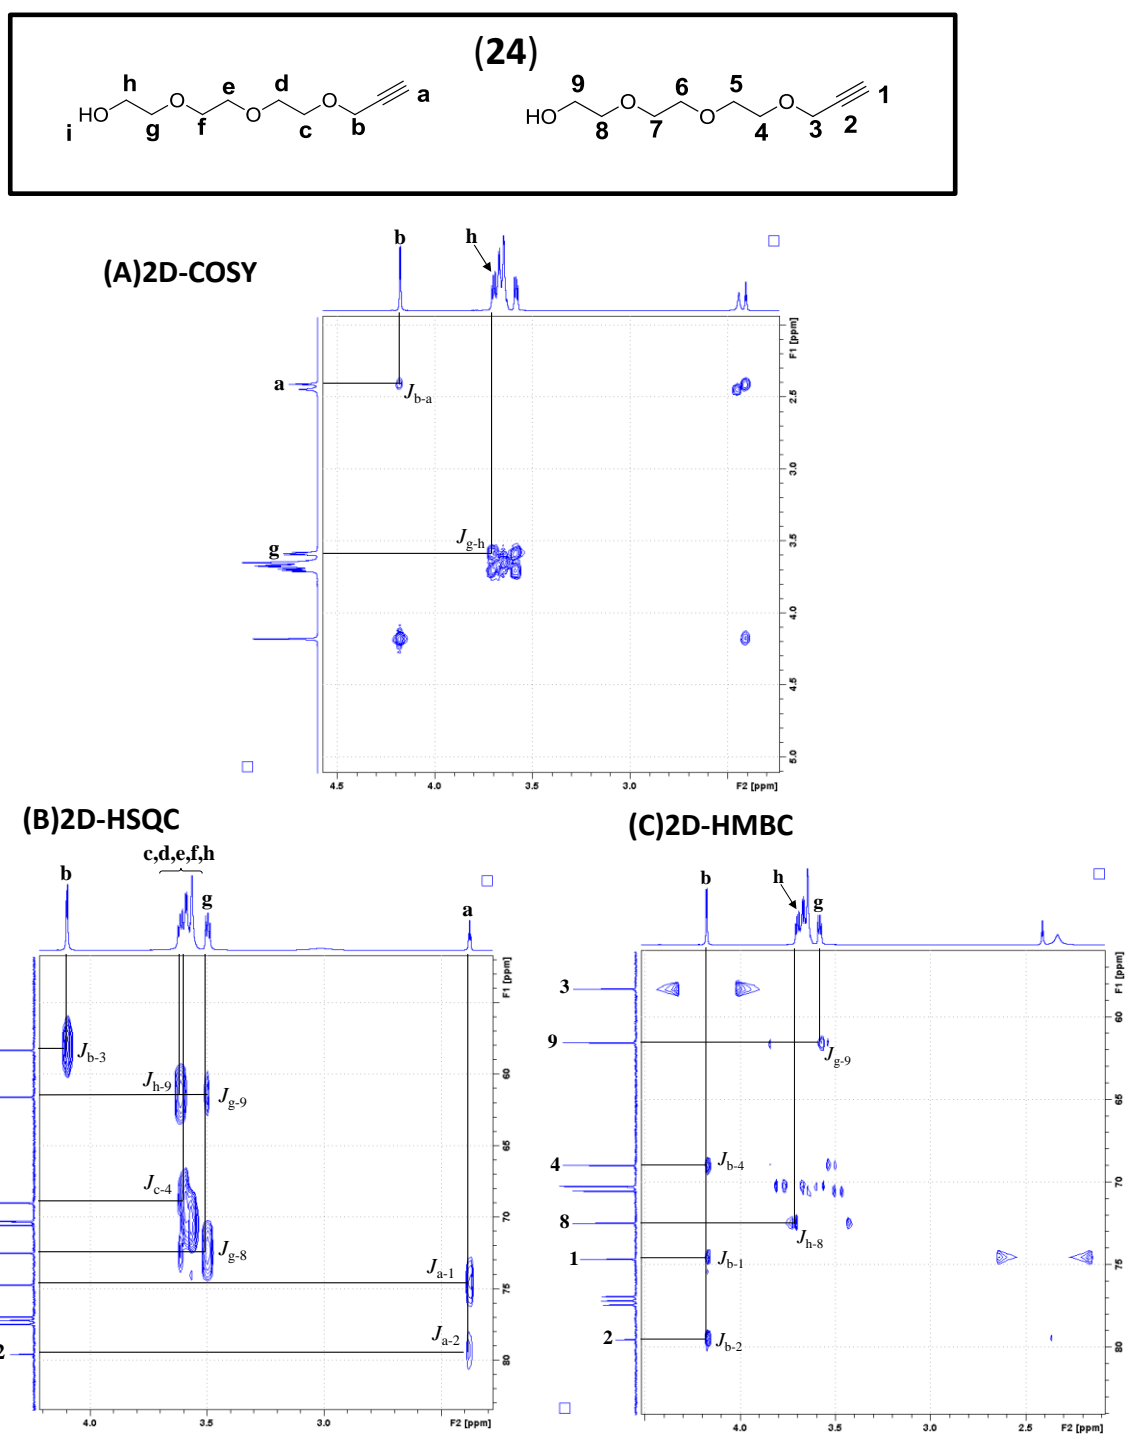 (24)
h e d a
HO O O O
i g f c b
9 6 5 1
HO O O O
8 7 4 3 2
(A)2D-COSY
b h
a
J b-a
g
J g-h
F1 [ppm]
2.5
3.0
3.5
4.0
4.5
5.0
4.5 4.0 3.5 3.0 F2 [ppm]
(B)2D-HSQC
c,d,e,f,h
b g a
J b-3
J h-9
J g-9
J c-4
J g-8
J a-1
J a-2
2
F1 [ppm]
60
65
70
75
80
4.0 3.5 3.0 F2 [ppm]
(C)2D-HMBC
b h g
3
9
4
8
1
2
J g-9
J b-4
J h-8
J b-1
J b-2
F1 [ppm]
60
65
70
75
80
4.0 3.5 3.0 2.5 F2 [ppm]